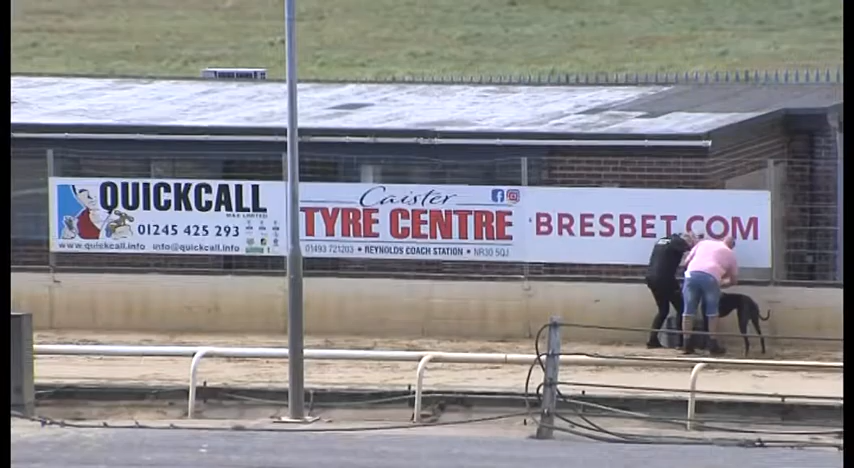 QUICKCALL
01245 425 293
www.quickcall.info info@quickcall.info
Caister
TYRE CENTRE
01493 721203 • REYNOLDS COACH STATION • NR30 5QJ
BRESBET.COM